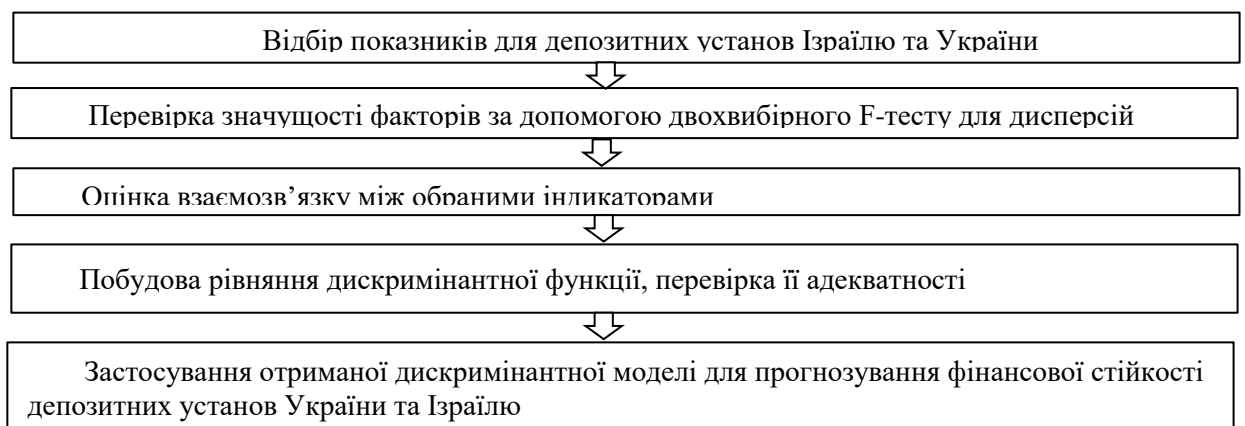 Відбір показників для депозитних установ Ізраїлю та України
Перевірка значущості факторів за допомогою двохвибірного F-тесту для дисперсій
Оцінка взаємозв’язку між обраними індикаторами
Побудова рівняння дискримінантної функції, перевірка її адекватності
Застосування отриманої дискримінантної моделі для прогнозування фінансової стійкості
депозитних установ України та Ізраїлю